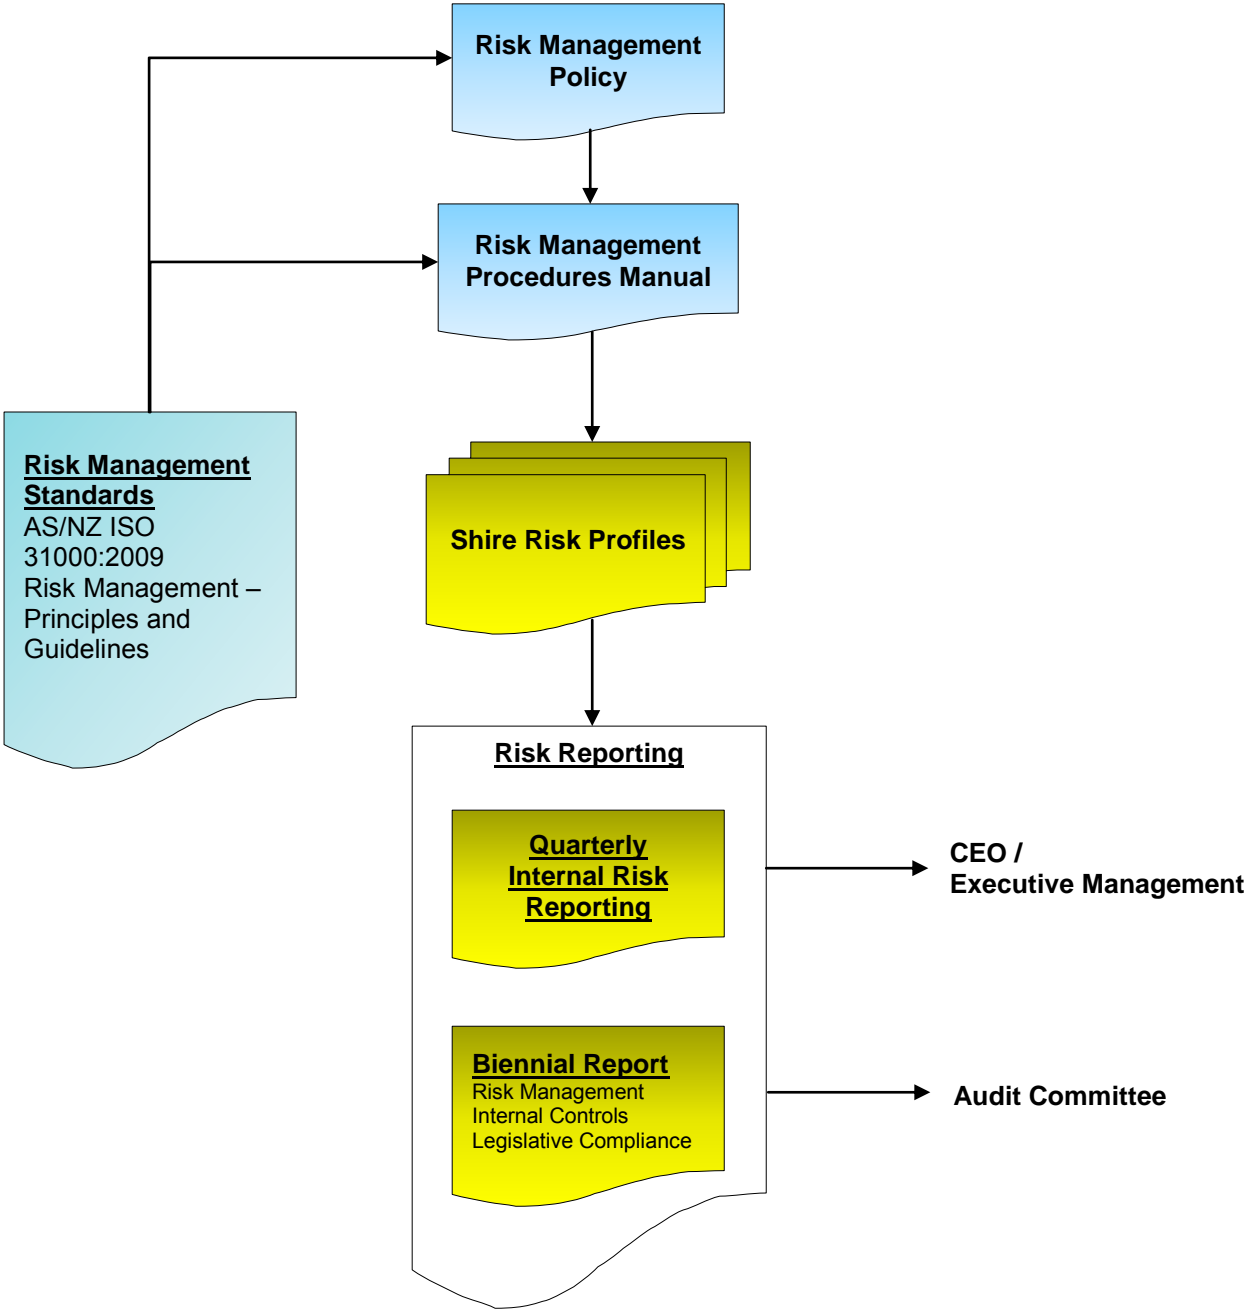 Risk Management
Policy
Risk Management
Procedures Manual
Risk Management
Standards
AS/NZ ISO
31000:2009
Risk Management –
Principles and
Guidelines
Shire Risk Profiles
Risk Reporting
Quarterly
Internal Risk
Reporting
CEO /
Executive Management
Biennial Report
Risk Management
Internal Controls
Legislative Compliance
Audit Committee